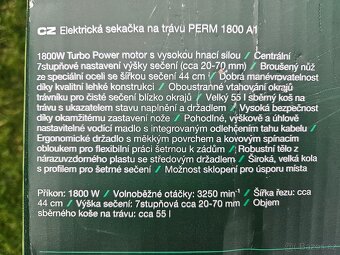 CZ Elektrická sekačka na trávu PERM 1800 A1
1800W Turbo Power motor s vysokou hnací silou • Centrální
7stupňové nastavení výšky sečení (cca 20-70 mm) • Broušený nůž
ze speciální oceli se šířkou sečení 44 cm • Dobrá manévrovatelnost
díky kvalitní lehké konstrukci • Oblast v blízkosti ohraničení okrajů
trávníku pro čisté sečení blízko okrajů • Velký 55 l sběrný koš na
trávu s ukazatelem stavu naplnění a držadlem • Vysoká bezpečnost
díky okamžitému zastavení nože • Pohodlné, výškově a úhlově
nastavitelné vodicí madlo s integrovaným odlehčením tahu kabelu •
Ergonomické držadlo s měkkým povrchem a kovovým spínacím
obloukem pro flexibilní práci šetrnou k zádům • Robustní tělo z
nárazuvzdorného plastu se středovým držadlem • Široká, velká kola
s profilem pro šetrné sečení • Možnost sklopení pro úsporu místa
Příkon: 1800 W • Volnoběžné otáčky: 3250 min⁻¹ • Šířka řezu: cca
44 cm • Výška sečení: 7stupňová cca 20-70 mm • Objem
sběrného koše na trávu: cca 55 l